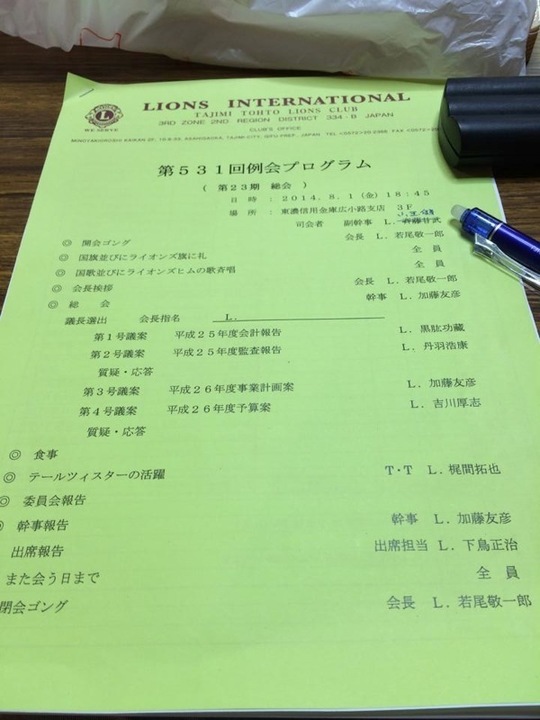 LIONS INTERNATIONAL
TAJIMI TOHTO LIONS CLUB
3RD ZONE 2ND REGION DISTRICT 334-B JAPAN
WE SERVE
CLUB'S OFFICE
第531回例会プログラム
( 第23期 総会 )
日 時 : 2014.8.1(金)18:45
場 所 : 東濃信用金庫広小路支店 3F
司会者 副幹事 L.
◎ 開会ゴング 会長 L.若尾敬一郎
◎ 国旗並びにライオンズ旗に礼 全 員
◎ 国歌並びにライオンズヒムの歌斉唱 全 員
◎ 会長挨拶 会長 L.若尾敬一郎
◎ 総 会 幹事 L.加藤友彦
議長選出 会長指名 L.
第1号議案 平成25年度会計報告 L.黒肱功蔵
第2号議案 平成25年度監査報告 L.丹羽浩康
質疑・応答
第3号議案 平成26年度事業計画案 L.加藤友彦
第4号議案 平成26年度予算案 L.吉川厚志
質疑・応答
◎ 食事
◎ テールツィスターの活躍 T・T L.梶間拓也
◎ 委員会報告
幹事報告 幹事 L.加藤友彦
出席報告 出席担当 L.下鳥正治
また会う日まで 全 員
閉会ゴング 会長 L.若尾敬一郎